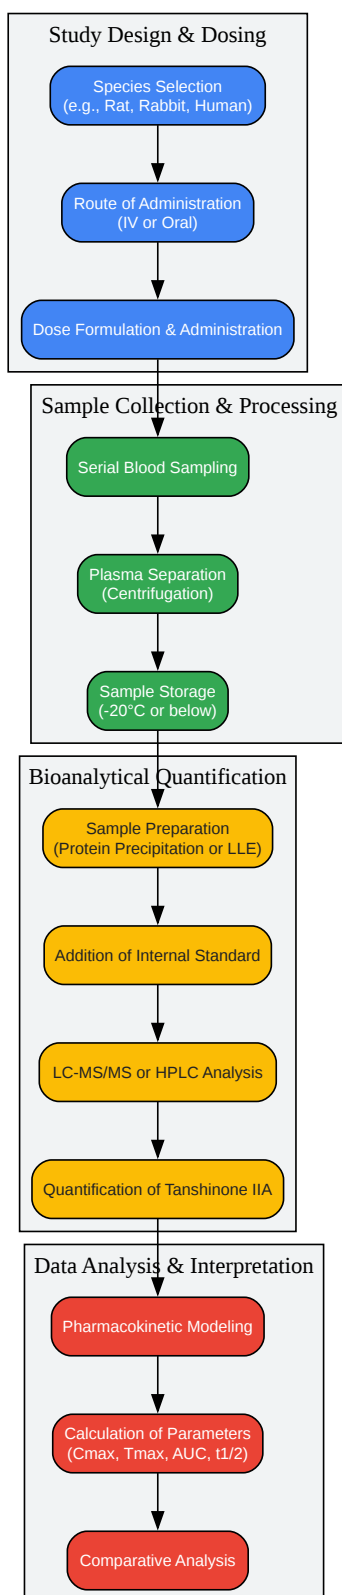 Study Design & Dosing
Species Selection
(e.g., Rat, Rabbit, Human)
Route of Administration
(IV or Oral)
Dose Formulation & Administration
Sample Collection & Processing
Serial Blood Sampling
Plasma Separation
(Centrifugation)
Sample Storage
(-20°C or below)
Bioanalytical Quantification
Sample Preparation
(Protein Precipitation or LLE)
Addition of Internal Standard
LC-MS/MS or HPLC Analysis
Quantification of Tanshinone IIA
Data Analysis & Interpretation
Pharmacokinetic Modeling
Calculation of Parameters
(Cmax, Tmax, AUC, t1/2)
Comparative Analysis